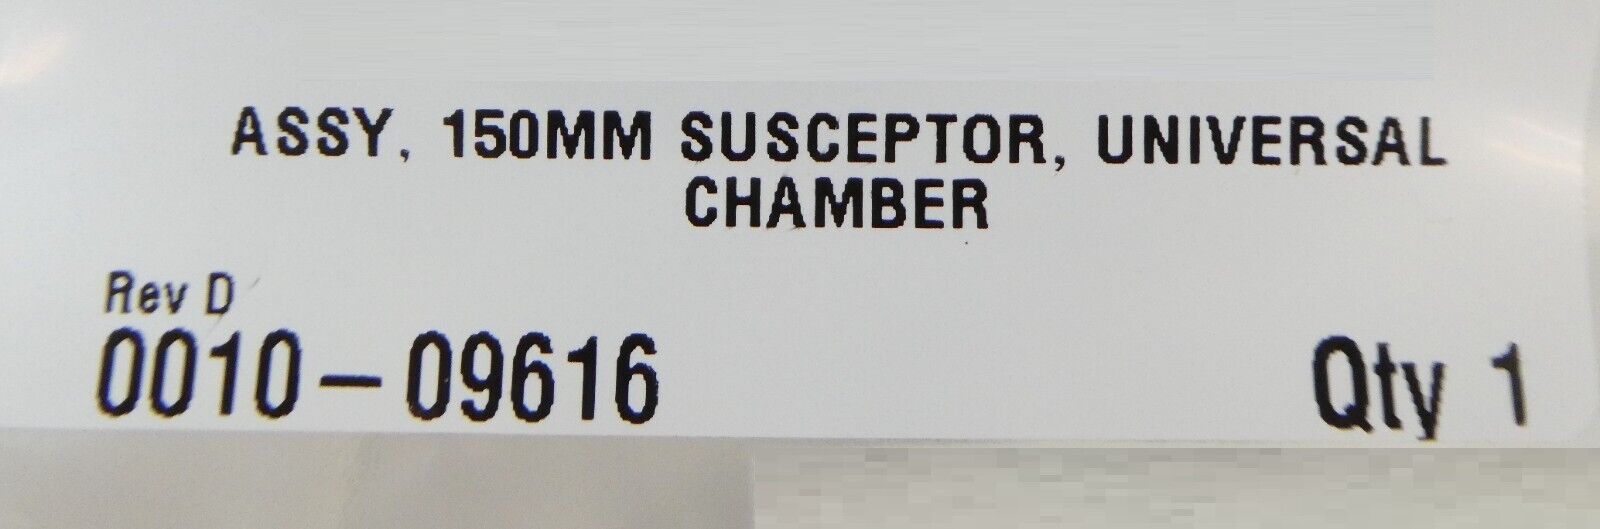 ASSY, 150MM SUSCEPTOR, UNIVERSAL
CHAMBER
Rev D
0010-09616 Qty 1